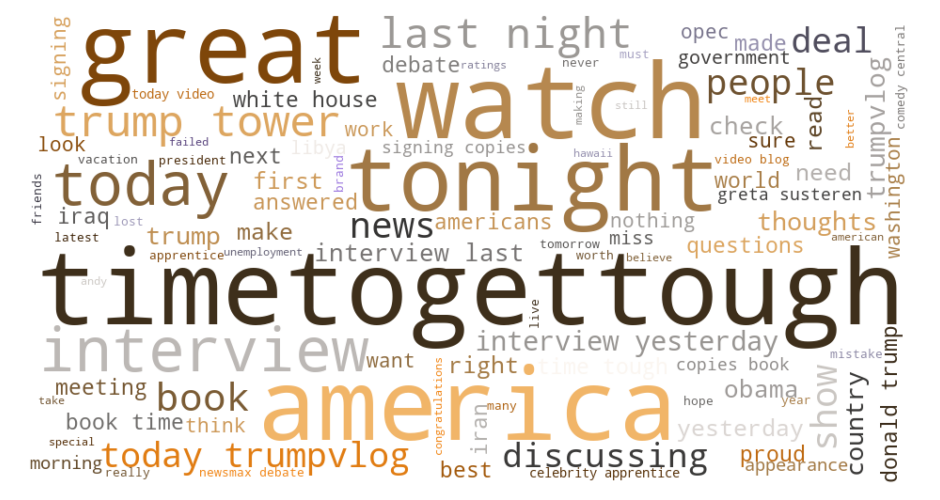 signing
great
last night
opec
made
deal
government
debate
ratings
never
must
week
today video
white house
watch
people
trumpvlog
comedy central
trump tower
work
making
still
meet
read
better
check
sure
look
failed
libya
signing copies
hawaii
vacation
president
next
brand
tonight
video blog
need
washington
today
first
answered
world
greta susteren
friends
iraq
lost
news
americans
nothing
thoughts
latest
trump
make
miss
questions
american
apprentice
unemployment
interview last
tomorrow
worth
believe
timetogettough
andy
live
interview
interview yesterday
mistake
donald trump
want
right
time tough
copies book
meeting
book
america
congratulations
many
iran
hope
obama
year
show
country
take
book time
think
yesterday
special
today trumpvlog
discussing
proud
morning
really
newsmax debate
best
celebrity apprentice
appearance